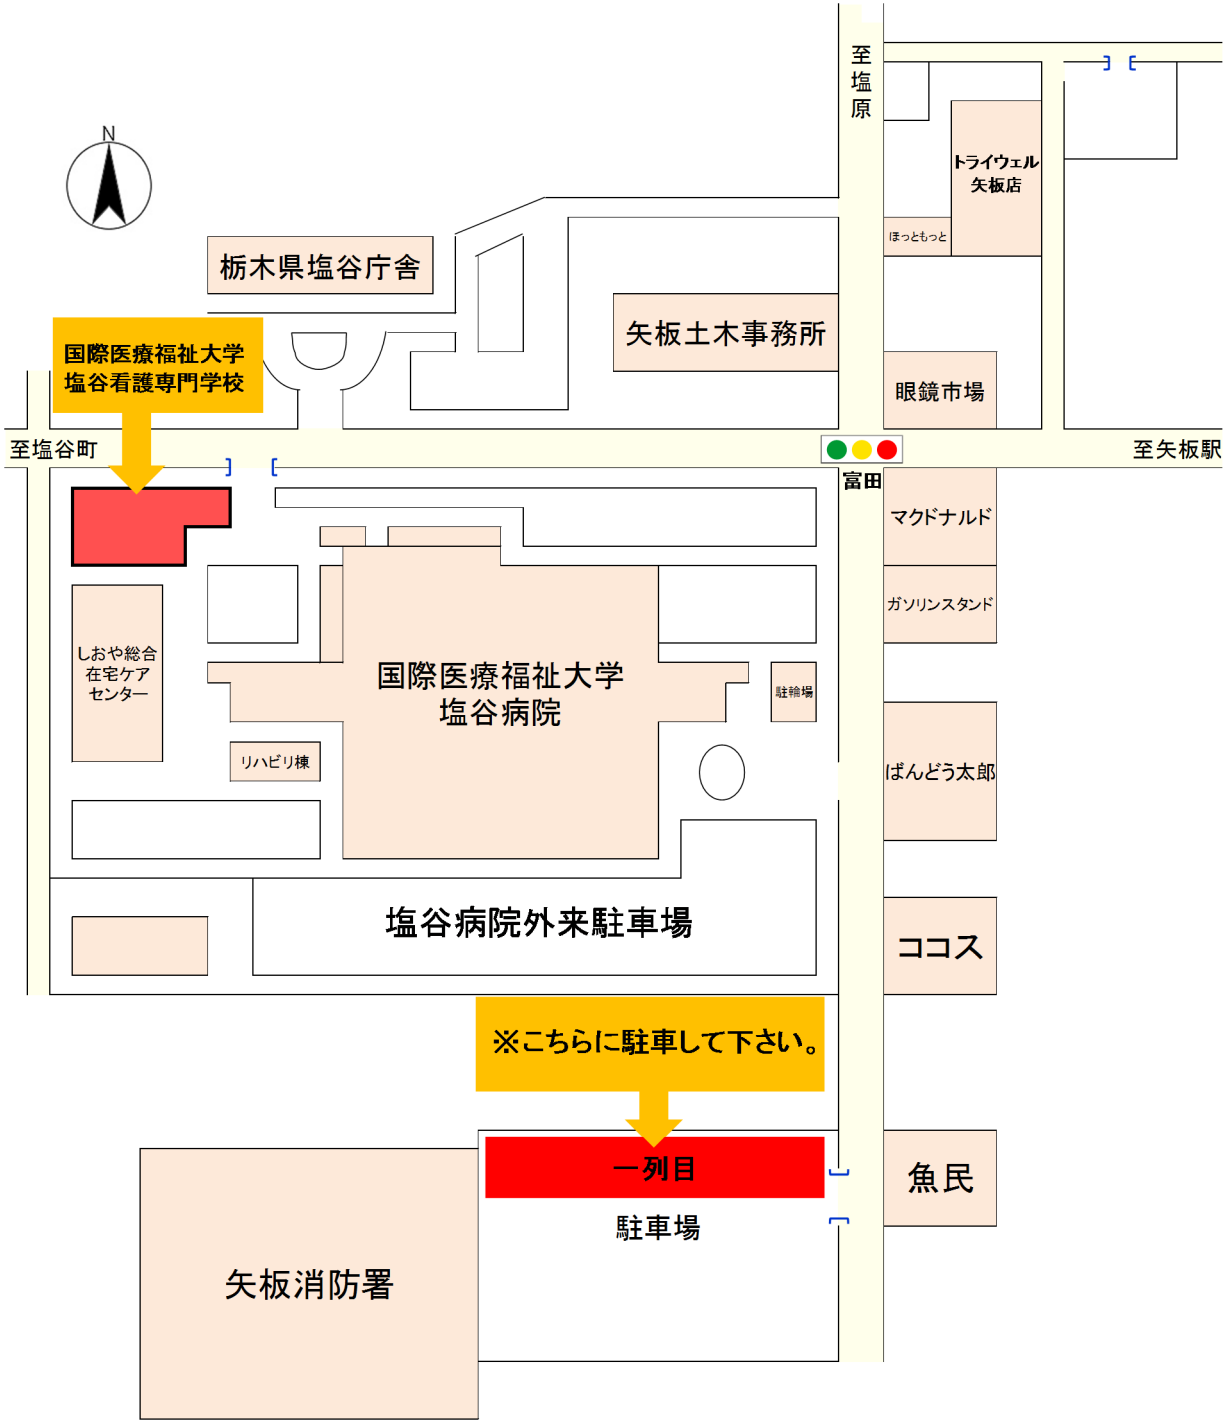 至塩原
N
トライウェル
矢板店
ほっともっと
栃木県塩谷庁舎
矢板土木事務所
国際医療福祉大学
塩谷看護専門学校
眼鏡市場
至塩谷町
至矢板駅
富田
マクドナルド
ガソリンスタンド
しおや総合
在宅ケア
センター
国際医療福祉大学
塩谷病院
駐輪場
リハビリ棟
ばんどう太郎
塩谷病院外来駐車場
ココス
※こちらに駐車して下さい。
一列目
魚民
駐車場
矢板消防署